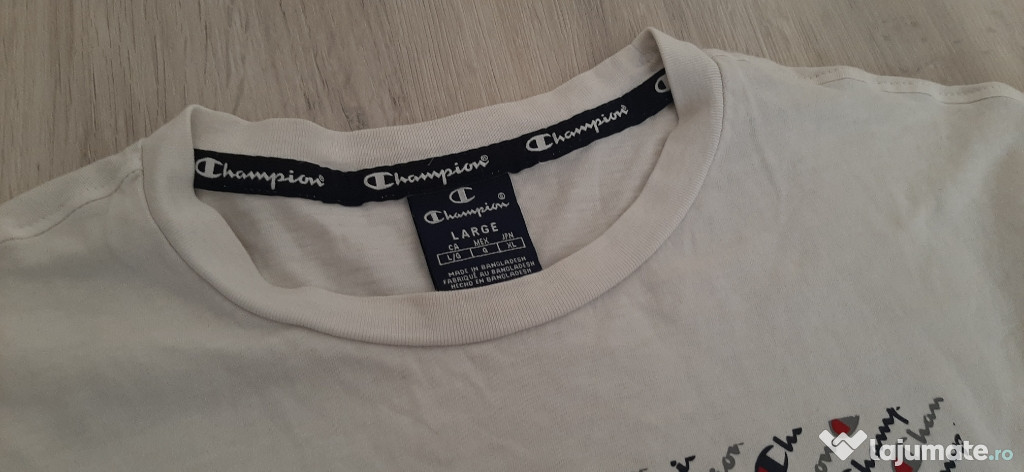 Champion® Champion® Champion®
Champion®
LARGE
CA MEX JPN
L/G G XL
MADE IN BANGLADESH
FABRIQUÉ AU BANGLADESH
HECHO EN BANGLADESH
lajumate.ro